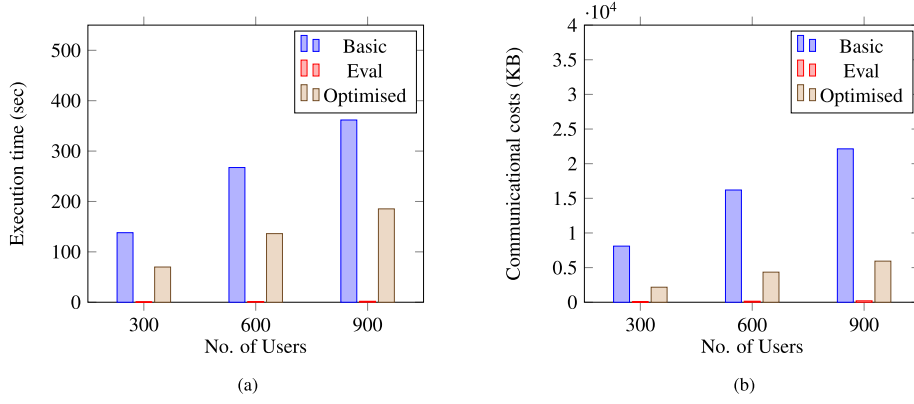 500
400
300
200
100
0
Execution time (sec)
Basic
Eval
Optimised
300 600 900
No. of Users
(a)
·10⁴
4
3.5
3
2.5
2
1.5
1
0.5
0
Communicational costs (KB)
Basic
Eval
Optimised
300 600 900
No. of Users
(b)